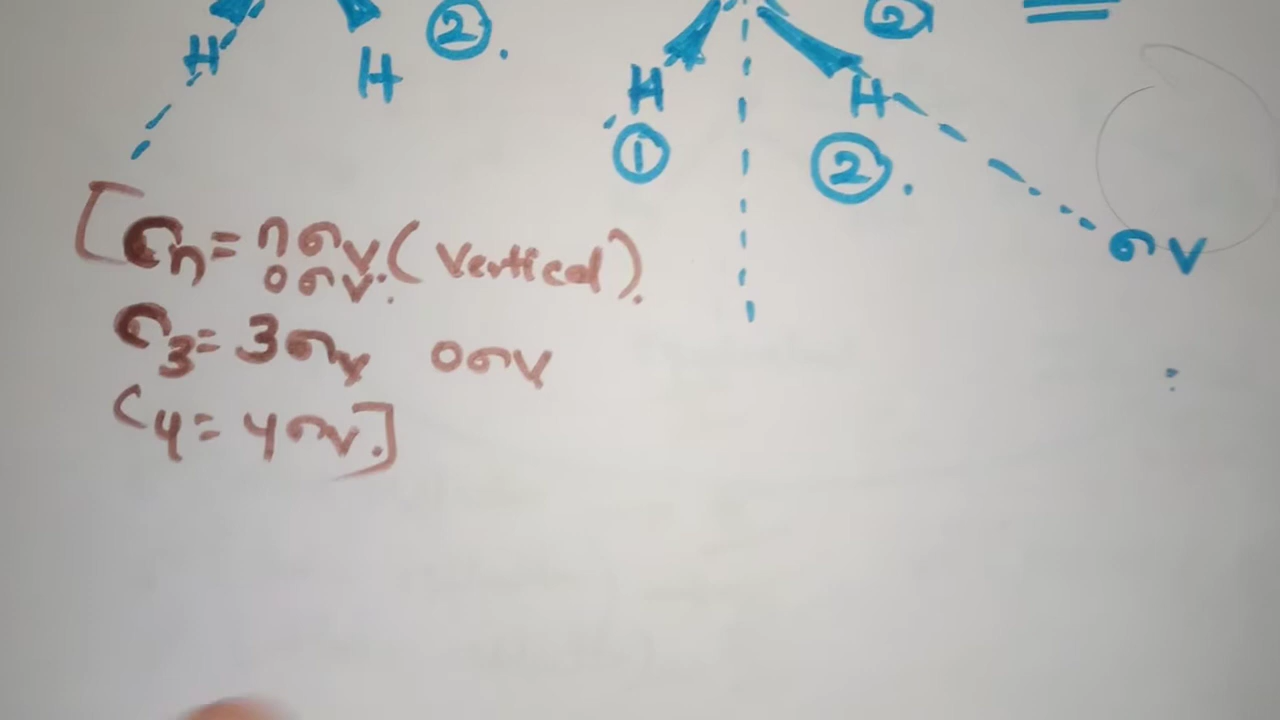 H
H
②.
②
H
H
①
②.
σv
[Cn = nσv (Vertical).
0σv.
C3 = 3σv 0σv
C4 = 4σv.]